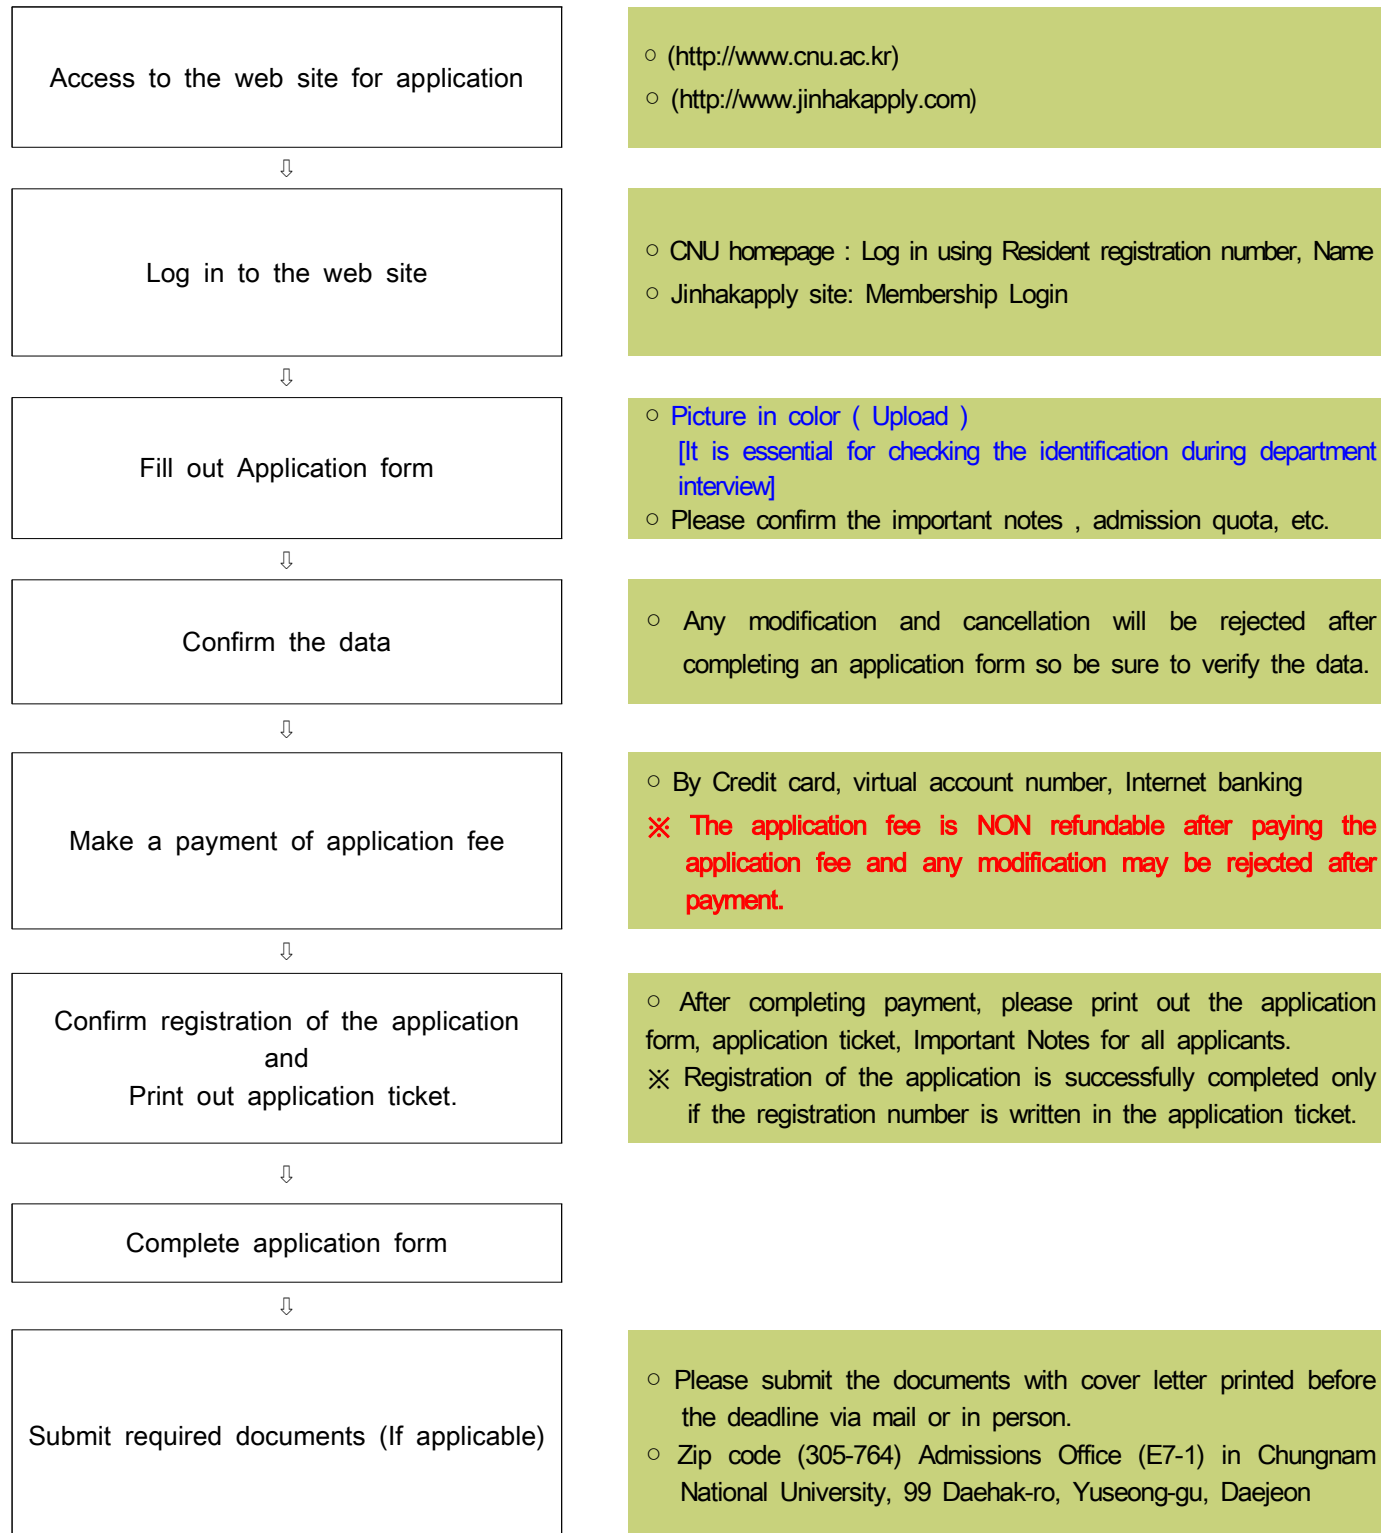 Access to the web site for application
○ (http://www.cnu.ac.kr)
○ (http://www.jinhakapply.com)
⇩
Log in to the web site
○ CNU homepage : Log in using Resident registration number, Name
○ Jinhakapply site: Membership Login
⇩
Fill out Application form
○ Picture in color ( Upload )
[It is essential for checking the identification during department
interview]
○ Please confirm the important notes , admission quota, etc.
⇩
Confirm the data
○ Any modification and cancellation will be rejected after
completing an application form so be sure to verify the data.
⇩
Make a payment of application fee
○ By Credit card, virtual account number, Internet banking
※ The application fee is NON refundable after paying the
application fee and any modification may be rejected after
payment.
⇩
Confirm registration of the application
and
Print out application ticket.
○ After completing payment, please print out the application
form, application ticket, Important Notes for all applicants.
※ Registration of the application is successfully completed only
if the registration number is written in the application ticket.
⇩
Complete application form
⇩
Submit required documents (If applicable)
○ Please submit the documents with cover letter printed before
the deadline via mail or in person.
○ Zip code (305-764) Admissions Office (E7-1) in Chungnam
National University, 99 Daehak-ro, Yuseong-gu, Daejeon